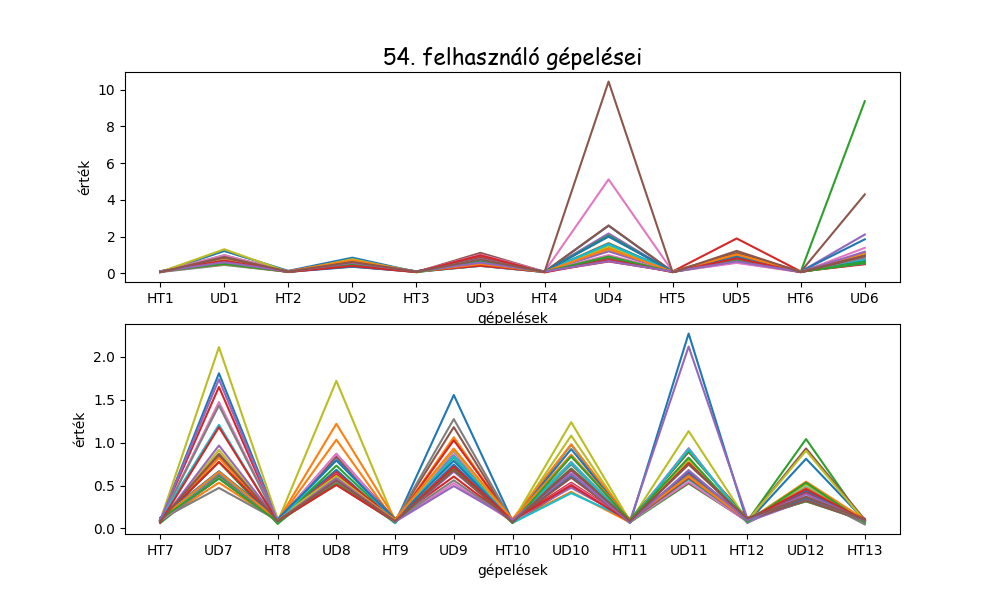 54. felhasználó gépelései
érték
10
8
6
4
2
0
HT1 UD1 HT2 UD2 HT3 UD3 HT4 UD4 HT5 UD5 HT6 UD6
gépelések
érték
2.0
1.5
1.0
0.5
0.0
HT7 UD7 HT8 UD8 HT9 UD9 HT10 UD10 HT11 UD11 HT12 UD12 HT13
gépelések